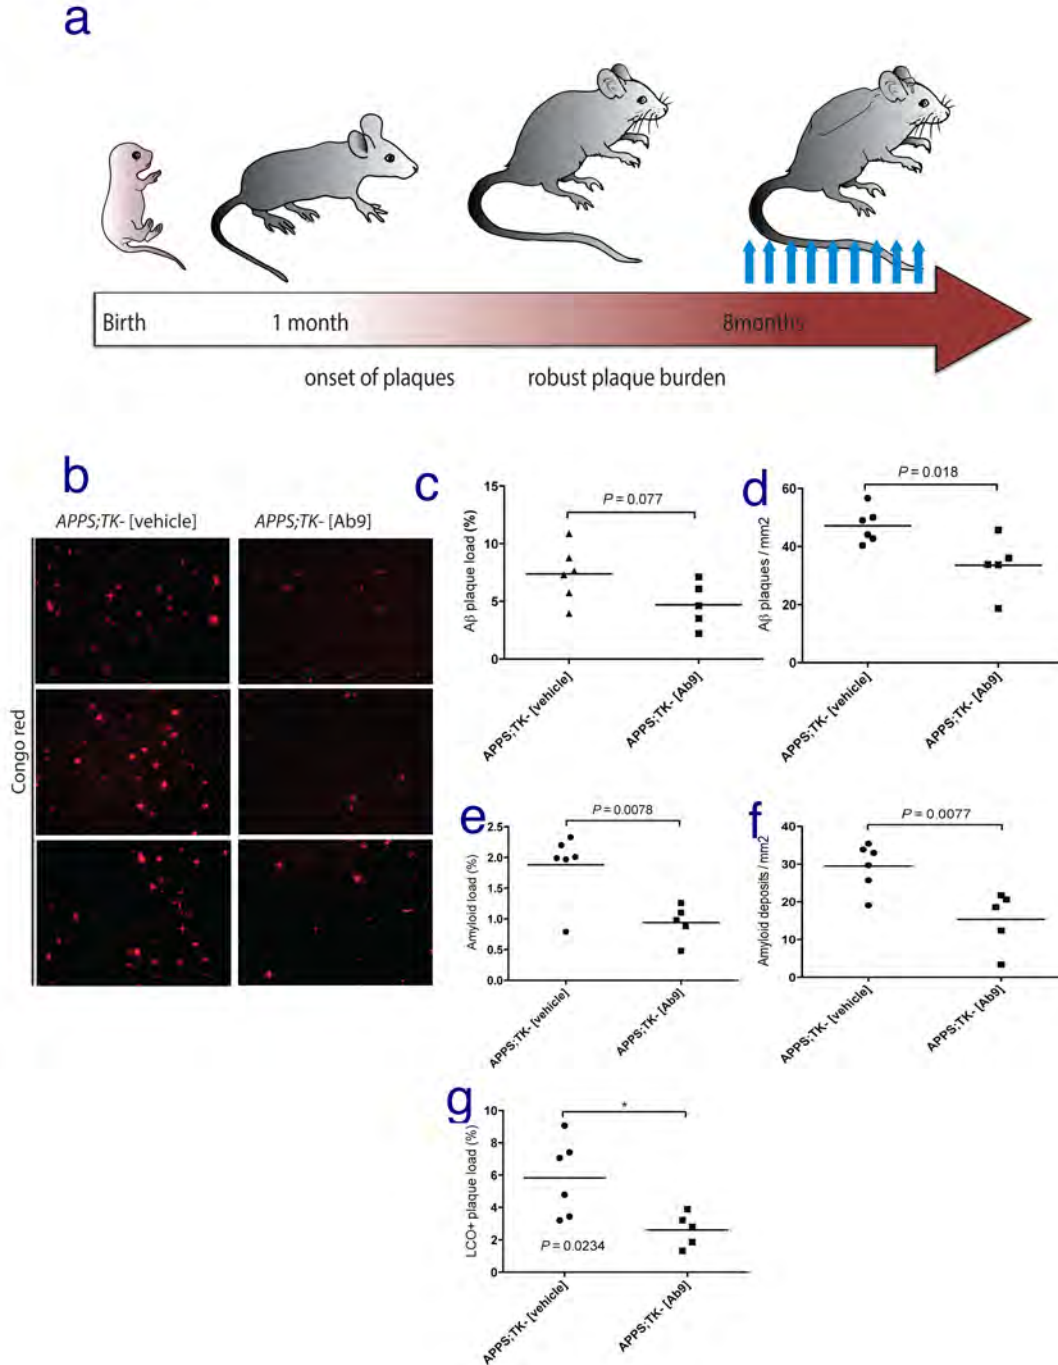 a
Birth
1 month
8months
onset of plaques
robust plaque burden
b
APPS;TK- [vehicle]
APPS;TK- [Ab9]
Congo red
c
15
10
5
0
Aβ plaque load (%)
P = 0.077
APPS;TK- [vehicle]
APPS;TK- [Ab9]
d
60
40
20
0
Aβ plaques / mm2
P = 0.018
APPS;TK- [vehicle]
APPS;TK- [Ab9]
e
2.5
2.0
1.5
1.0
0.5
0.0
Amyloid load (%)
P = 0.0078
APPS;TK- [vehicle]
APPS;TK- [Ab9]
f
40
30
20
10
0
Amyloid deposits / mm2
P = 0.0077
APPS;TK- [vehicle]
APPS;TK- [Ab9]
g
10
8
6
4
2
0
LCO+ plaque load (%)
*
P = 0.0234
APPS;TK- [vehicle]
APPS;TK- [Ab9]